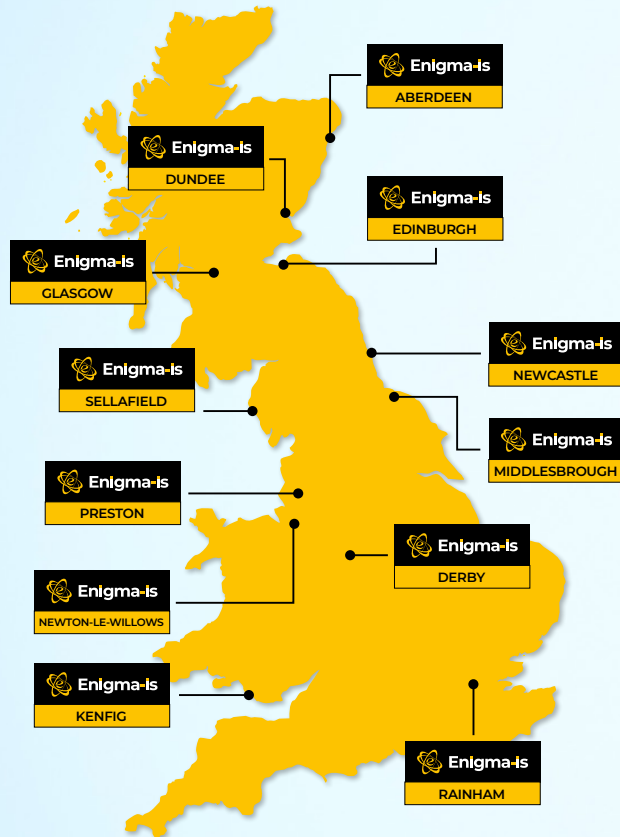 Enigma-is
ABERDEEN
Enigma-is
DUNDEE
Enigma-is
EDINBURGH
Enigma-is
GLASGOW
Enigma-is
NEWCASTLE
Enigma-is
SELLAFIELD
Enigma-is
MIDDLESBROUGH
Enigma-is
PRESTON
Enigma-is
DERBY
Enigma-is
NEWTON-LE-WILLOWS
Enigma-is
KENFIG
Enigma-is
RAINHAM